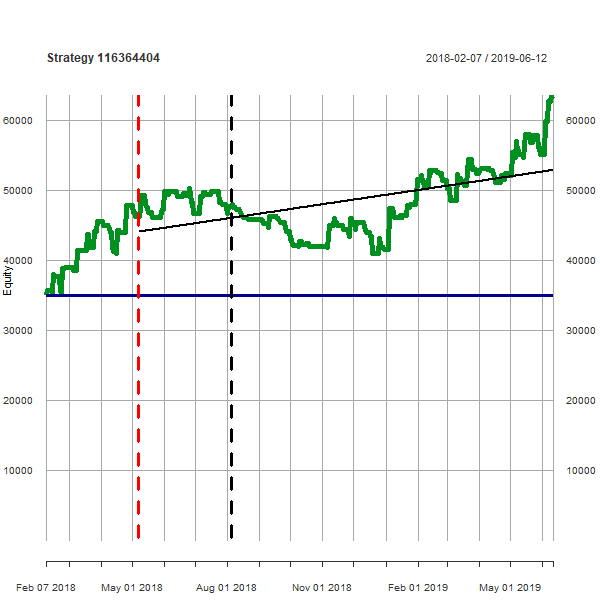 Strategy 116364404
2018-02-07 / 2019-06-12
60000
60000
50000
50000
40000
40000
Equity
30000
30000
20000
20000
10000
10000
Feb 07 2018
May 01 2018
Aug 01 2018
Nov 01 2018
Feb 01 2019
May 01 2019